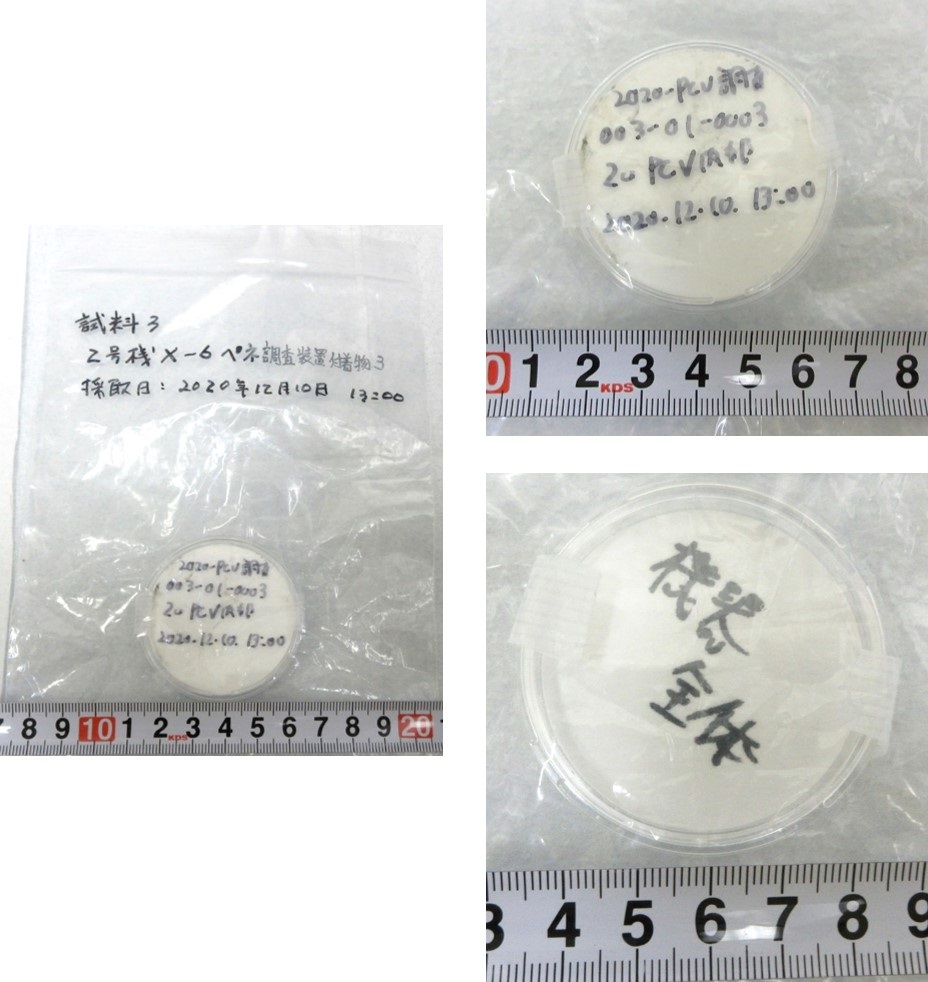 試料3
2号機X-6ペネ調査装置付着物3
採取日：2020年12月10日 13:00
2020-PCV調査
003-01-0003
2u PCV内部
2020.12.10. 13:00
7 8 9 10 1 2 KDS 3 4 5 6 7 8 9 20 1
2020-PCV調査
003-01-0003
2u PCV内部
2020.12.10. 13:00
0 1 2 KDS 3 4 5 6 7 8
機器
全体
3 4 5 6 7 8 9